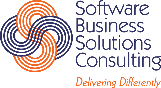 Software
Business
Solutions
Consulting
Delivering Differently